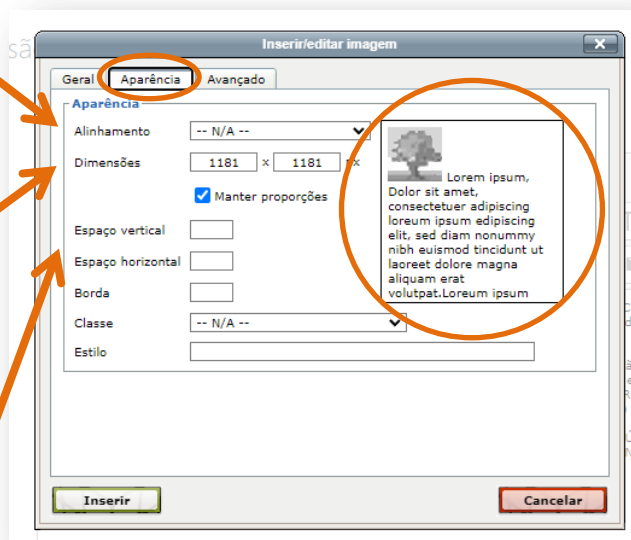 sã
Inserir/editar imagem
X
Geral Aparência Avançado
Aparência
Alinhamento -- N/A --
Dimensões 1181 x 1181
Manter proporções
Espaço vertical
Espaço horizontal
Borda
Classe -- N/A --
Estilo
Lorem ipsum,
Dolor sit amet,
consectetuer adipiscing
loreum ipsum edipiscing
elit, sed diam nonummy
nibh euismod tincidunt ut
laoreet dolore magna
aliquam erat
volutpat.Loreum ipsum
Inserir Cancelar